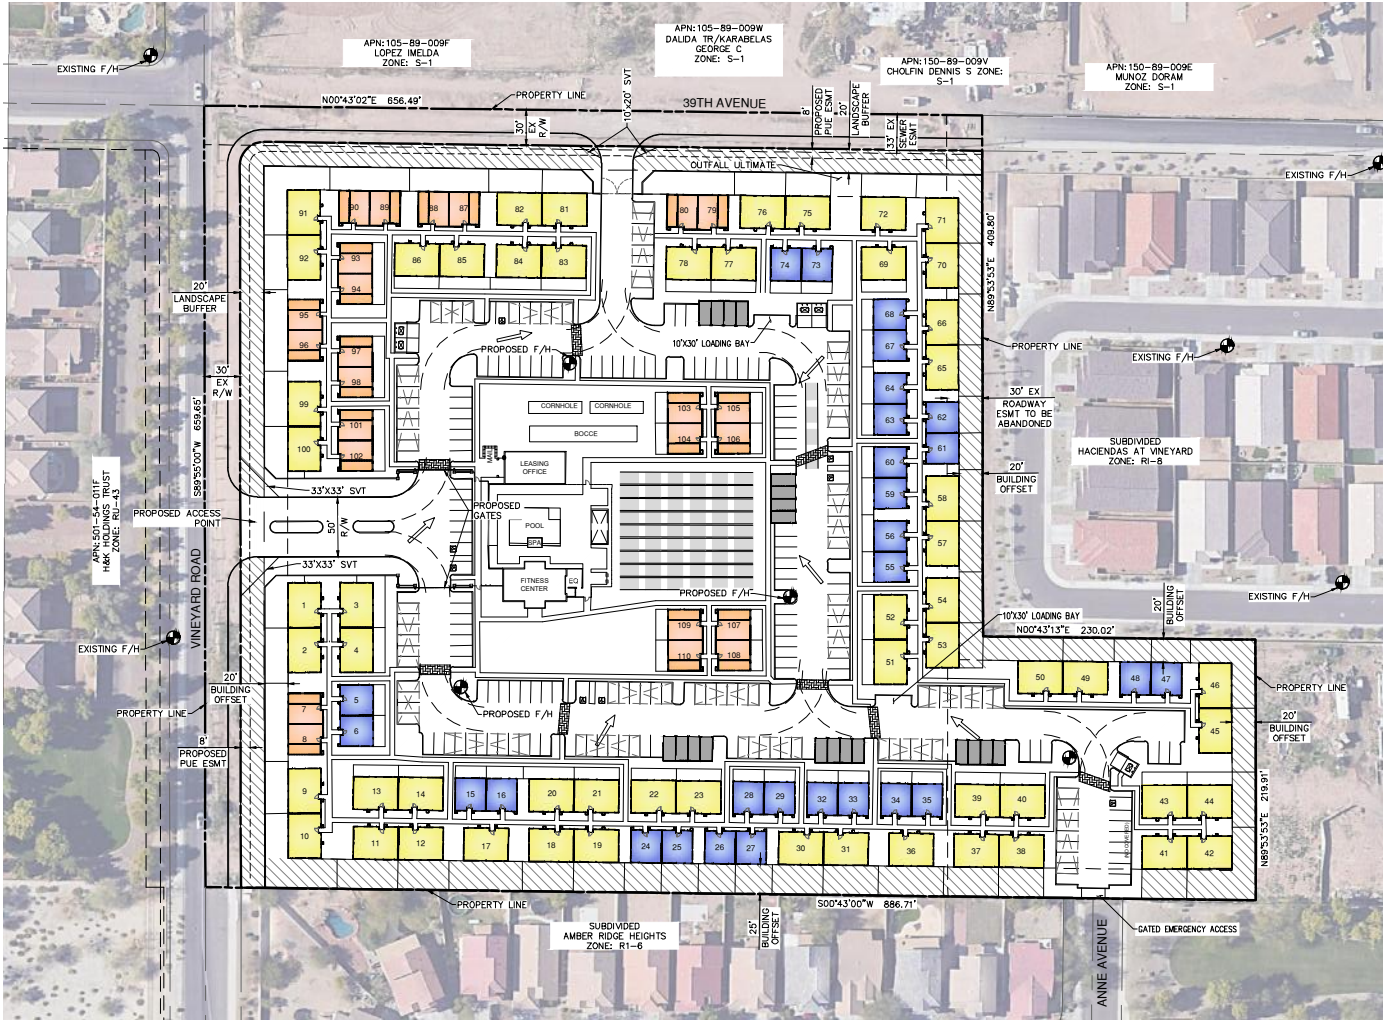 APN:105-89-009F
LOPEZ IMELDA
ZONE: S-1
APN:105-89-009W
DALIDA TR/KARABELAS
GEORGE C
ZONE: S-1
APN:150-89-009V
CHOLFIN DENNIS S ZONE:
S-1
APN:150-89-009E
MUNOZ DORAM
ZONE: S-1
EXISTING F/H
N00°43'02"E 656.49'
PROPERTY LINE
39TH AVENUE
30'
EX
R/W
10'x20' SVT
8'
PROPOSED
PUE ESMT
20'
LANDSCAPE
BUFFER
33' EX
SEWER
ESMT
OUTFALL ULTIMATE
EXISTING F/H
91
90
89
88
87
82
81
80
79
76
75
72
71
92
93
94
86
85
84
83
78
77
74
73
69
70
N89°53'53"E 409.80'
20'
LANDSCAPE
BUFFER
95
96
97
98
68
67
66
65
PROPOSED F/H
10'X30' LOADING BAY
PROPERTY LINE
EXISTING F/H
30'
EX
R/W
99
100
101
102
CORNHOLE
CORNHOLE
BOCCE
103
104
105
106
64
63
62
61
30' EX
ROADWAY
ESMT TO BE
ABANDONED
SUBDIVIDED
HACIENDAS AT VINEYARD
ZONE: RI-8
S89°55'00"W 659.65'
MAIL
LEASING
OFFICE
60
59
58
57
20'
BUILDING
OFFSET
APN:501-54-011F
H&K HOLDINGS TRUST
ZONE: RU-43
33'X33' SVT
PROPOSED ACCESS
POINT
50'
R/W
PROPOSED
GATES
POOL
SPA
FITNESS
CENTER
EQ
56
55
33'X33' SVT
VINEYARD ROAD
PROPOSED F/H
EXISTING F/H
1
3
2
4
109
110
107
108
52
51
54
53
10'X30' LOADING BAY
20'
BUILDING
OFFSET
N00°43'13"E 230.02'
EXISTING F/H
20'
BUILDING
OFFSET
5
6
7
8
PROPOSED F/H
50
49
48
47
46
45
PROPERTY LINE
PROPERTY LINE
20'
BUILDING
OFFSET
8'
PROPOSED
PUE ESMT
9
10
13
14
15
16
20
21
22
23
28
29
32
33
34
35
39
40
43
44
11
12
17
18
19
24
25
26
27
30
31
36
37
38
41
42
N89°53'53"E 219.91'
PROPERTY LINE
S00°43'00"W 886.71'
25'
BUILDING
OFFSET
SUBDIVIDED
AMBER RIDGE HEIGHTS
ZONE: R1-6
GATED EMERGENCY ACCESS
ANNE AVENUE